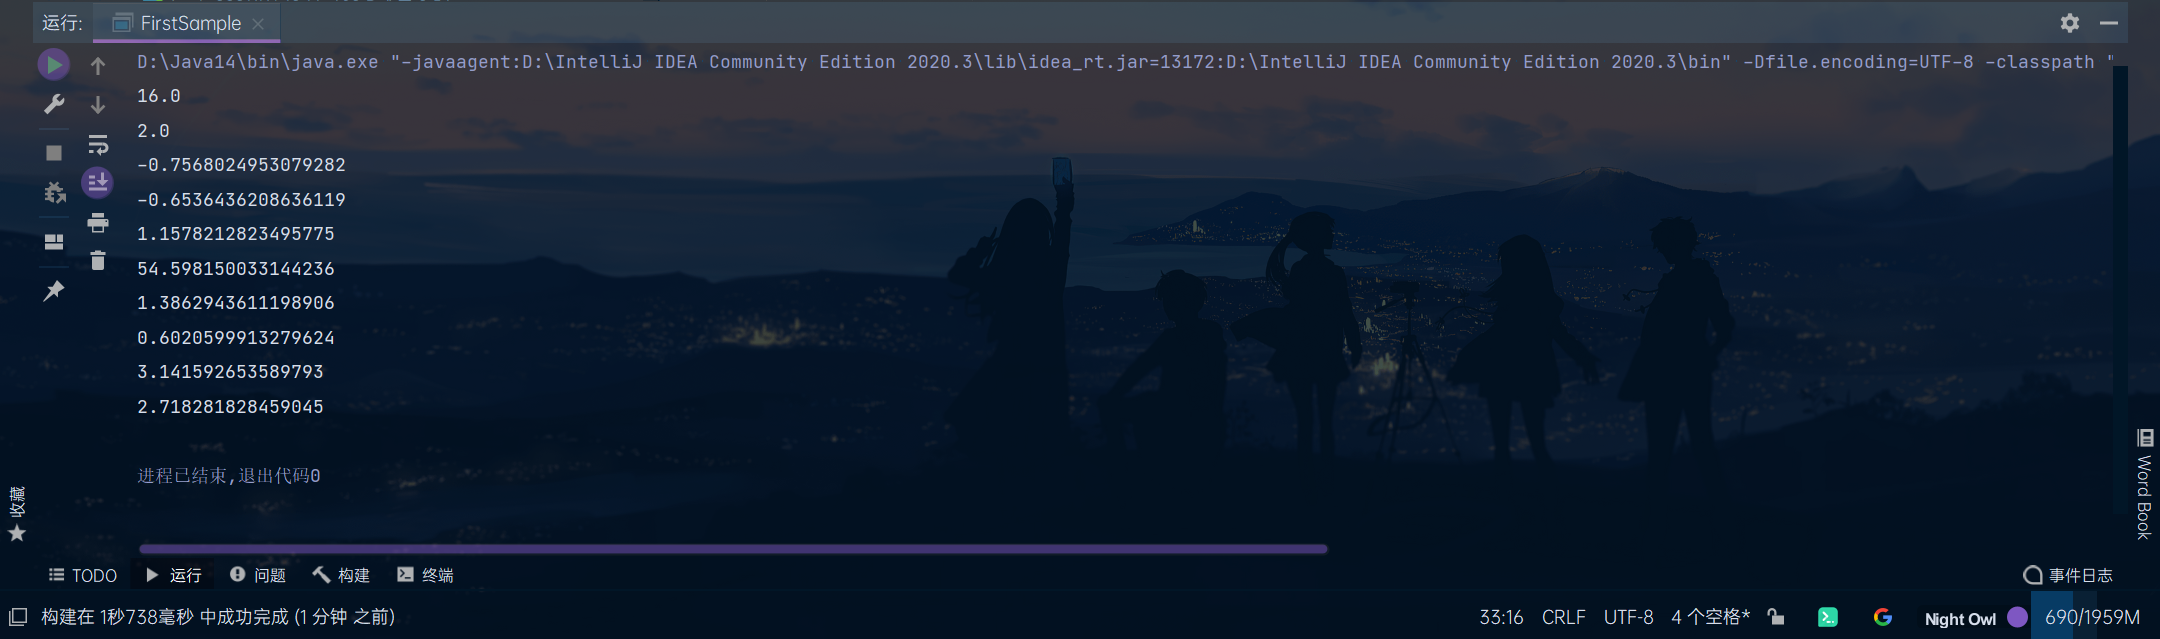 运行: FirstSample
D:\Java14\bin\java.exe "-javaagent:D:\IntelliJ IDEA Community Edition 2020.3\lib\idea_rt.jar=13172:D:\IntelliJ IDEA Community Edition 2020.3\bin" -Dfile.encoding=UTF-8 -classpath "
16.0
2.0
-0.7568024953079282
-0.6536436208636119
1.1578212823495775
54.598150033144236
1.3862943611198906
0.6020599913279624
3.141592653589793
2.718281828459045
进程已结束,退出代码0
收藏
Word Book
TODO 运行 问题 构建 终端 事件日志
构建在 1秒738毫秒 中成功完成 (1 分钟 之前) 33:16 CRLF UTF-8 4 个空格* Night Owl 690/1959M